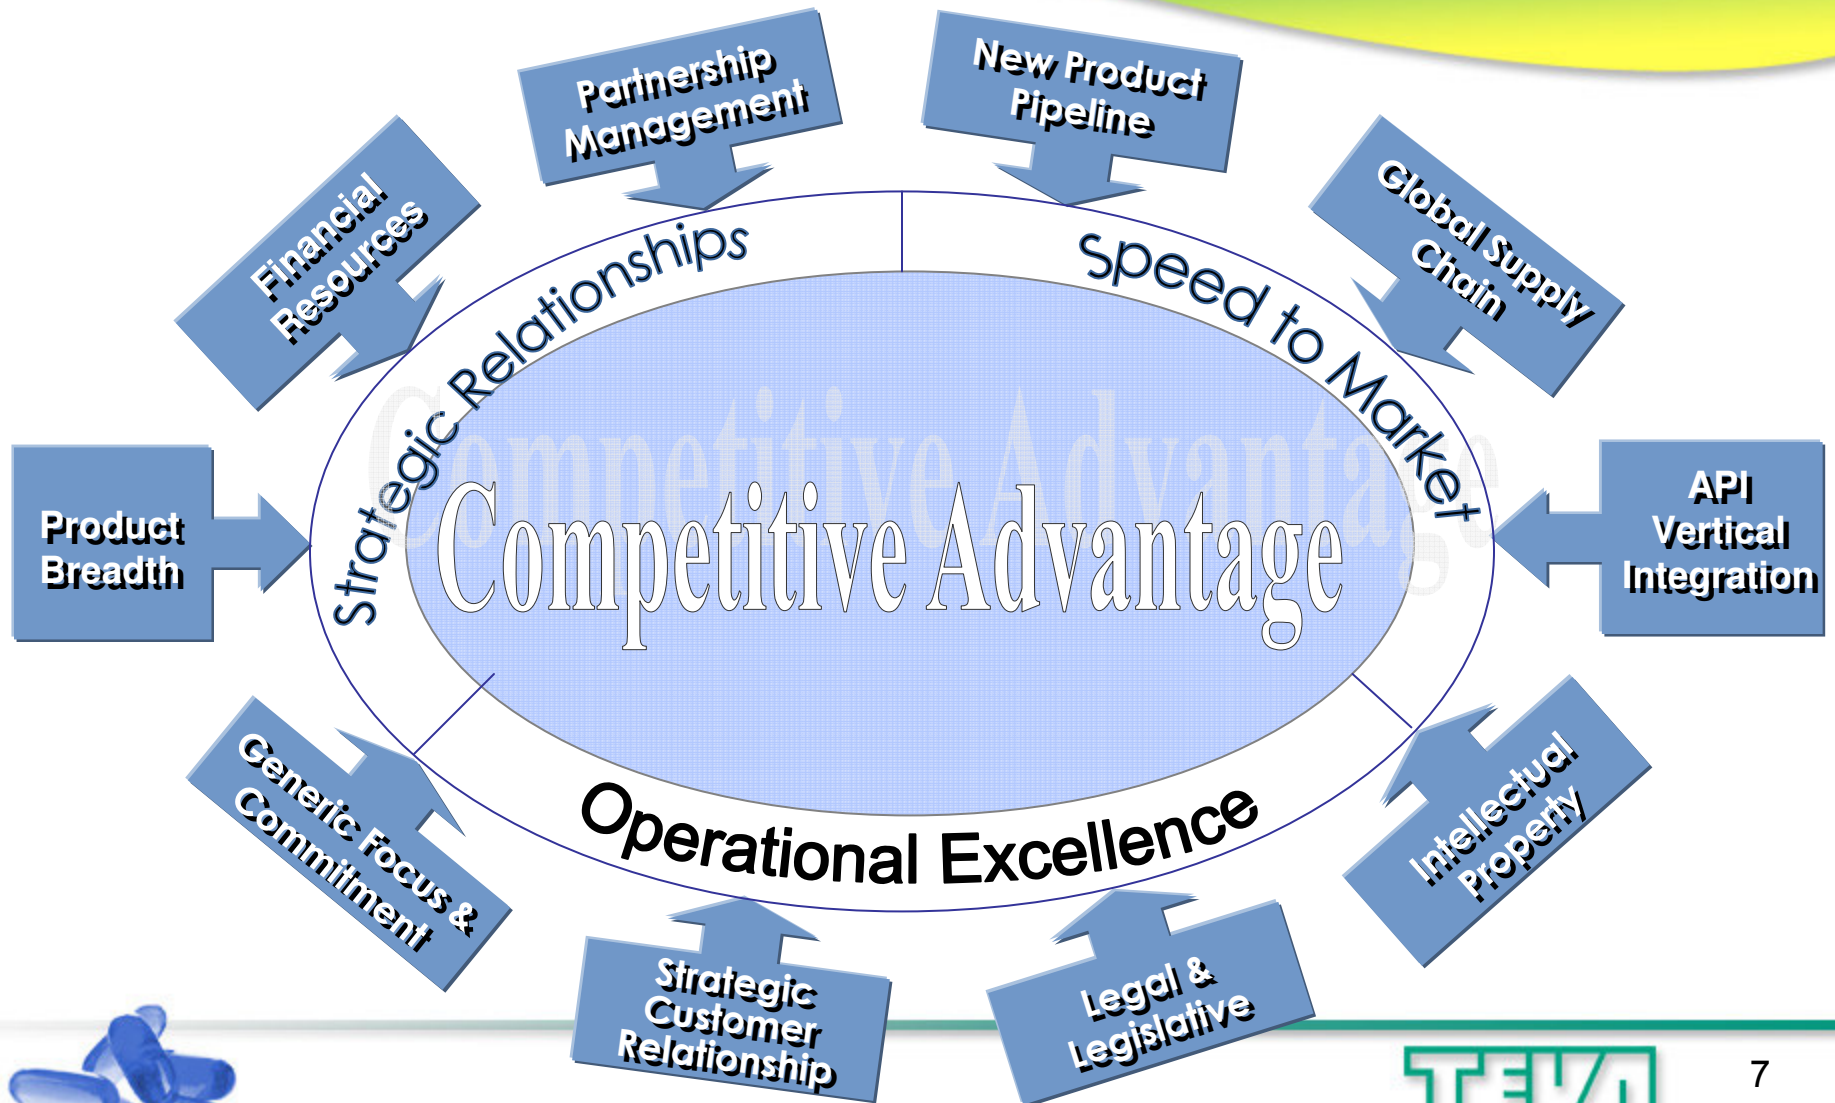 Partnership
Management
New Product
Pipeline
Financial
Resources
Global Supply
Chain
Strategic Relationships
Speed to Market
Competitive Advantage
Product
Breadth
API
Vertical
Integration
Generic Focus &
Commitment
Intellectual
Property
Operational Excellence
Strategic
Customer
Relationship
Legal &
Legislative
TEVA
7